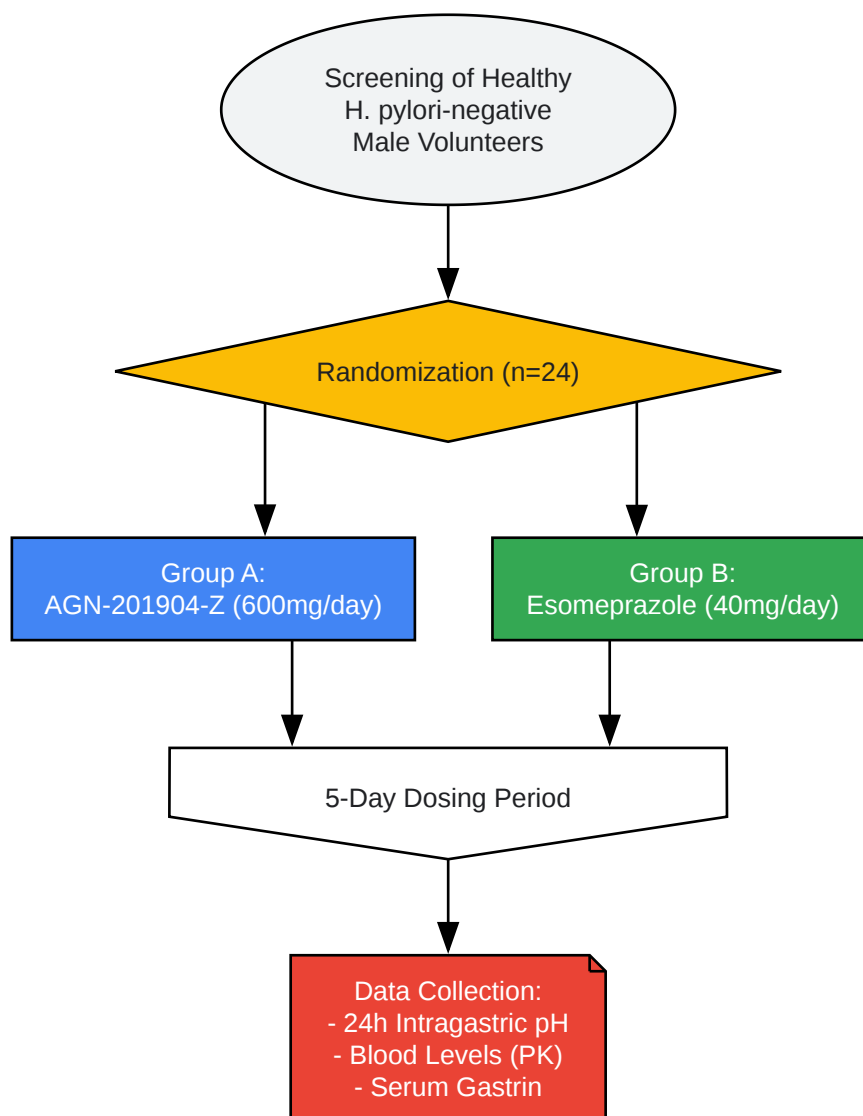 Screening of Healthy
H. pylori-negative
Male Volunteers
Randomization (n=24)
Group A:
AGN-201904-Z (600mg/day)
Group B:
Esomeprazole (40mg/day)
5-Day Dosing Period
Data Collection:
- 24h Intragastric pH
- Blood Levels (PK)
- Serum Gastrin